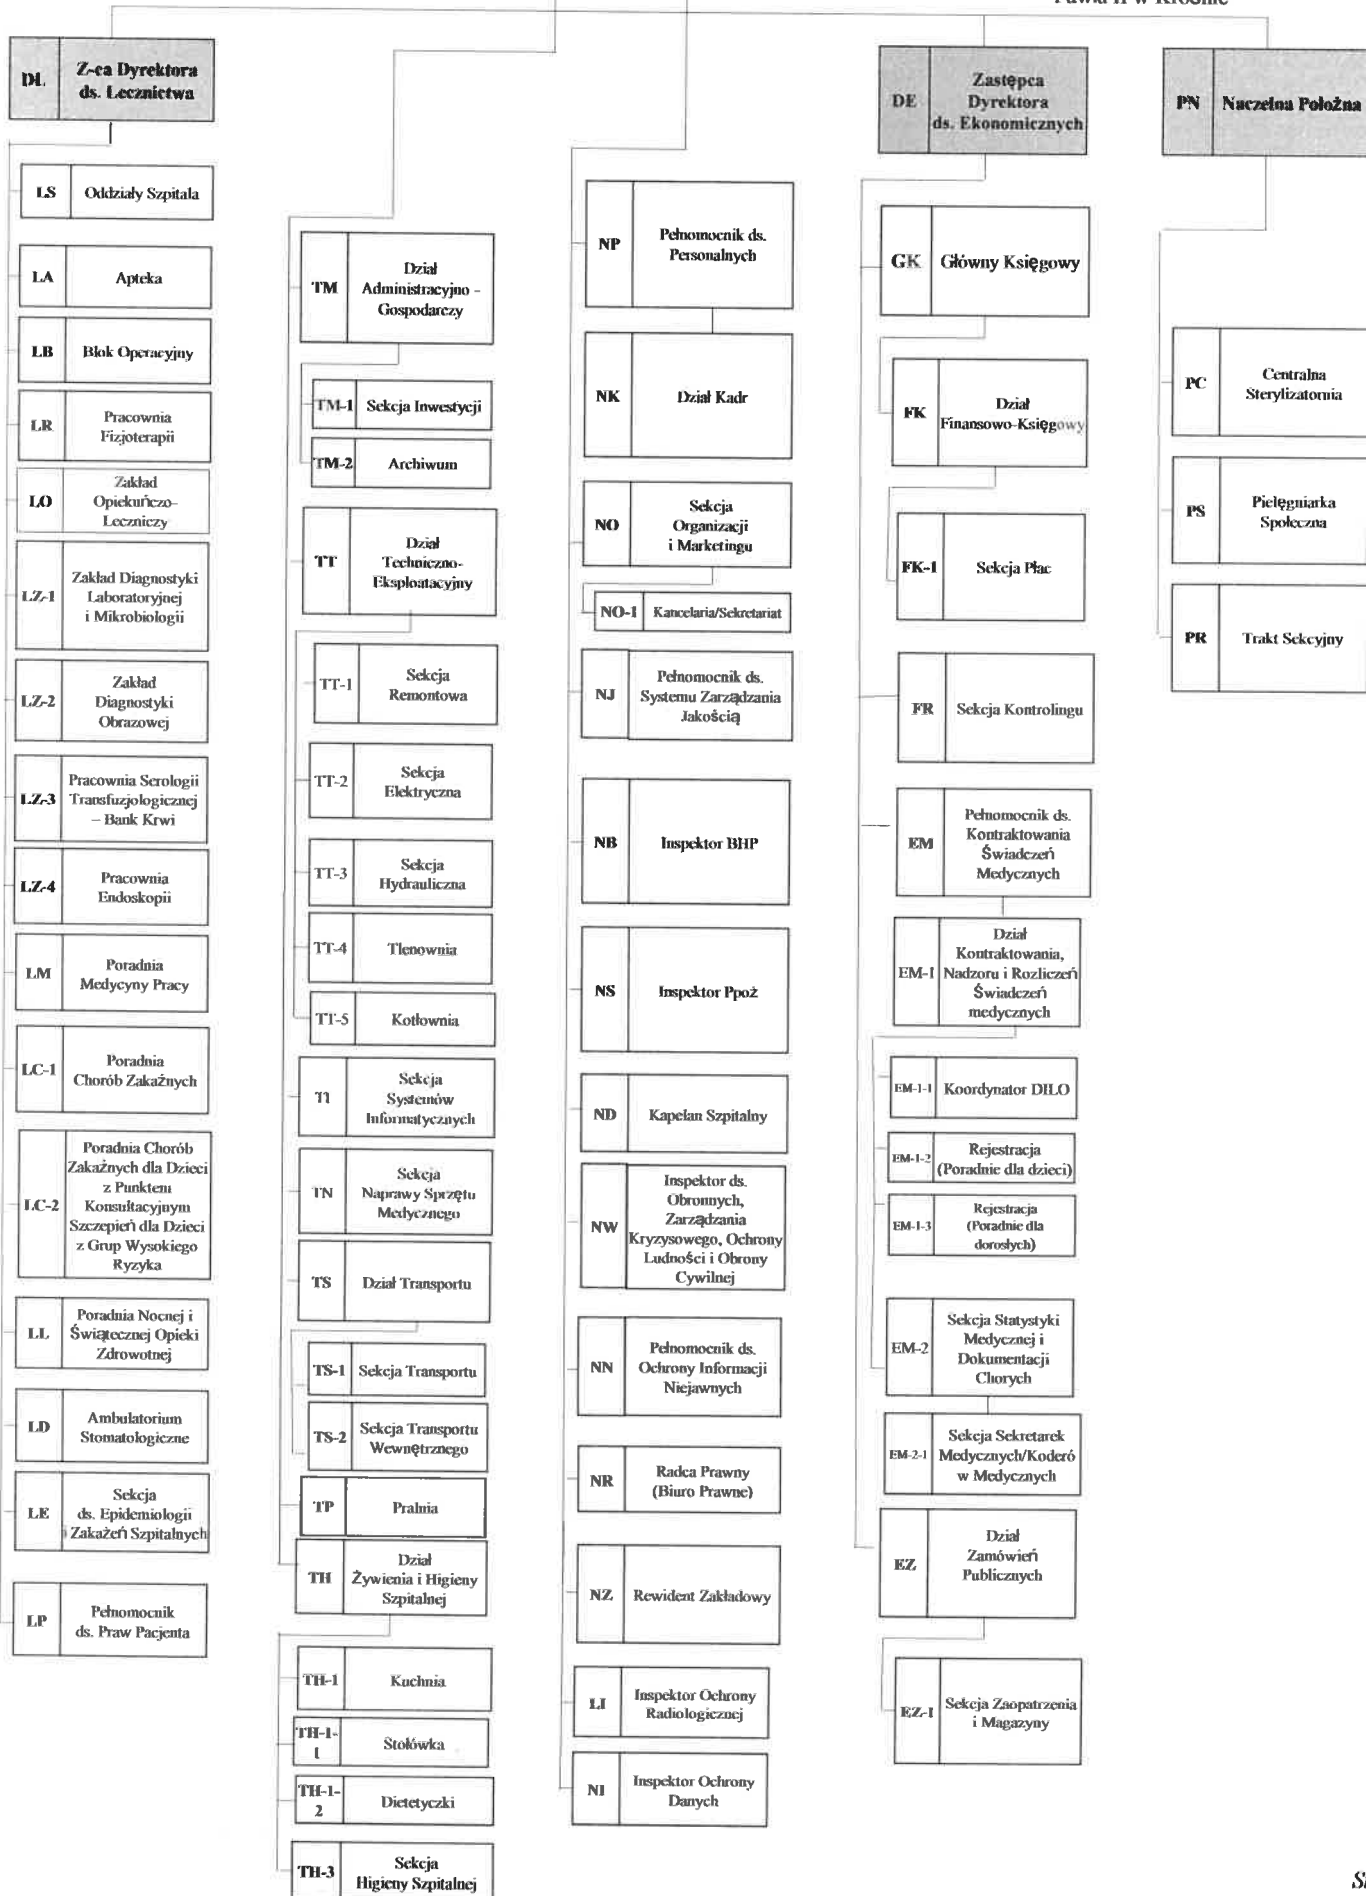 DL
Z-ca Dyrektora
ds. Lecznictwa
LS
Oddziały Szpitala
LA
Apteka
LB
Blok Operacyjny
LR
Pracownia
Fizjoterapii
LO
Zakład
Opiekuńczo-
Leczniczy
LZ-1
Zakład Diagnostyki
Laboratoryjnej
i Mikrobiologii
LZ-2
Zakład
Diagnostyki
Obrazowej
LZ-3
Pracownia Serologii
Transfuzjologicznej
– Bank Krwi
LZ-4
Pracownia
Endoskopii
LM
Poradnia
Medycyny Pracy
LC-1
Poradnia
Chorób Zakaźnych
LC-2
Poradnia Chorób
Zakaźnych dla Dzieci
z Punktem
Konsultacyjnym
Szczepień dla Dzieci
z Grup Wysokiego
Ryzyka
LL
Poradnia Nocnej i
Świątecznej Opieki
Zdrowotnej
LD
Ambulatorium
Stomatologiczne
LE
Sekcja
ds. Epidemiologii
i Zakażeń Szpitalnych
LP
Pełnomocnik
ds. Praw Pacjenta
TM
Dział
Administracyjno -
Gospodarczy
TM-1
Sekcja Inwestycji
TM-2
Archiwum
TT
Dział
Techniczno-
Eksploatacyjny
TT-1
Sekcja
Remontowa
TT-2
Sekcja
Elektryczna
TT-3
Sekcja
Hydrauliczna
TT-4
Tlenownia
TT-5
Kotłownia
TI
Sekcja
Systemów
Informatycznych
TN
Sekcja
Naprawy Sprzętu
Medycznego
TS
Dział Transportu
TS-1
Sekcja Transportu
TS-2
Sekcja Transportu
Wewnętrznego
TP
Pralnia
TH
Dział
Żywienia i Higieny
Szpitalnej
TH-1
Kuchnia
TH-1-
1
Stołówka
TH-1-
2
Dietetyczki
TH-3
Sekcja
Higieny Szpitalnej
NP
Pełnomocnik ds.
Personalnych
NK
Dział Kadr
NO
Sekcja
Organizacji
i Marketingu
NO-1
Kancelaria/Sekretariat
NJ
Pełnomocnik ds.
Systemu Zarządzania
Jakością
NB
Inspektor BHP
NS
Inspektor Ppoż
ND
Kapelan Szpitalny
NW
Inspektor ds.
Obronnych,
Zarządzania
Kryzysowego, Ochrony
Ludności i Obrony
Cywilnej
NN
Pełnomocnik ds.
Ochrony Informacji
Niejawnych
NR
Radca Prawny
(Biuro Prawne)
NZ
Rewident Zakładowy
LI
Inspektor Ochrony
Radiologicznej
NI
Inspektor Ochrony
Danych
DE
Zastępca
Dyrektora
ds. Ekonomicznych
GK
Główny Księgowy
FK
Dział
Finansowo-Księgowy
FK-1
Sekcja Płac
FR
Sekcja Kontrolingu
EM
Pełnomocnik ds.
Kontraktowania
Świadczeń
Medycznych
EM-1
Dział
Kontraktowania,
Nadzoru i Rozliczeń
Świadczeń
medycznych
EM-1-1
Koordynator DILO
EM-1-2
Rejestracja
(Poradnie dla dzieci)
EM-1-3
Rejestracja
(Poradnie dla
dorosłych)
EM-2
Sekcja Statystyki
Medycznej i
Dokumentacji
Chorych
EM-2-1
Sekcja Sekretarek
Medycznych/Koderó
w Medycznych
EZ
Dział
Zamówień
Publicznych
EZ-1
Sekcja Zaopatrzenia
i Magazyny
PN
Naczelna Położna
PC
Centralna
Sterylizatornia
PS
Pielęgniarka
Społeczna
PR
Trakt Sekcyjny